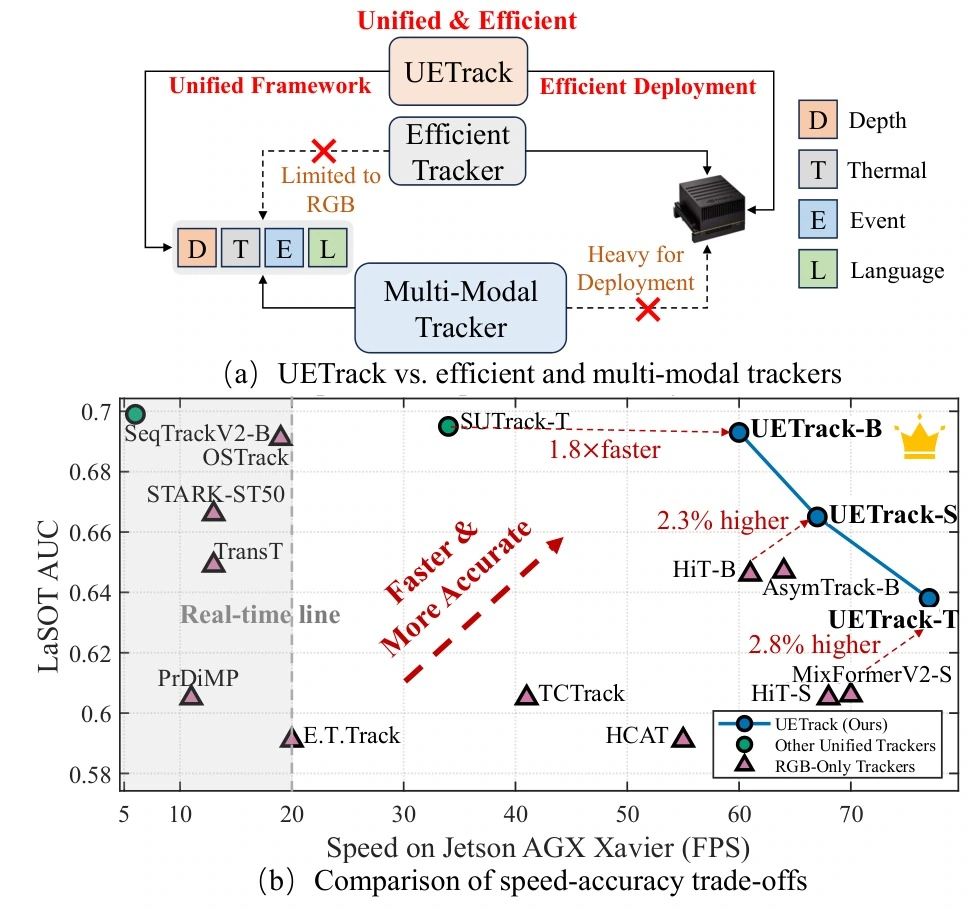 Unified & Efficient
UETrack
Unified Framework
Efficient Deployment
Efficient
Tracker
Limited to
RGB
D T E L
Multi-Modal
Tracker
Heavy for
Deployment
D Depth
T Thermal
E Event
L Language
(a) UETrack vs. efficient and multi-modal trackers
LaSOT AUC
0.7
0.68
0.66
0.64
0.62
0.6
0.58
SeqTrackV2-B
OSTrack
STARK-ST50
TransT
Real-time line
PrDiMP
E.T.Track
SUTrack-T
1.8×faster
UETrack-B
2.3% higher
UETrack-S
HiT-B
AsymTrack-B
UETrack-T
2.8% higher
MixFormerV2-S
HiT-S
TCTrack
HCAT
Faster &
More Accurate
UETrack (Ours)
Other Unified Trackers
RGB-Only Trackers
5 10 20 30 40 50 60 70
Speed on Jetson AGX Xavier (FPS)
(b) Comparison of speed-accuracy trade-offs